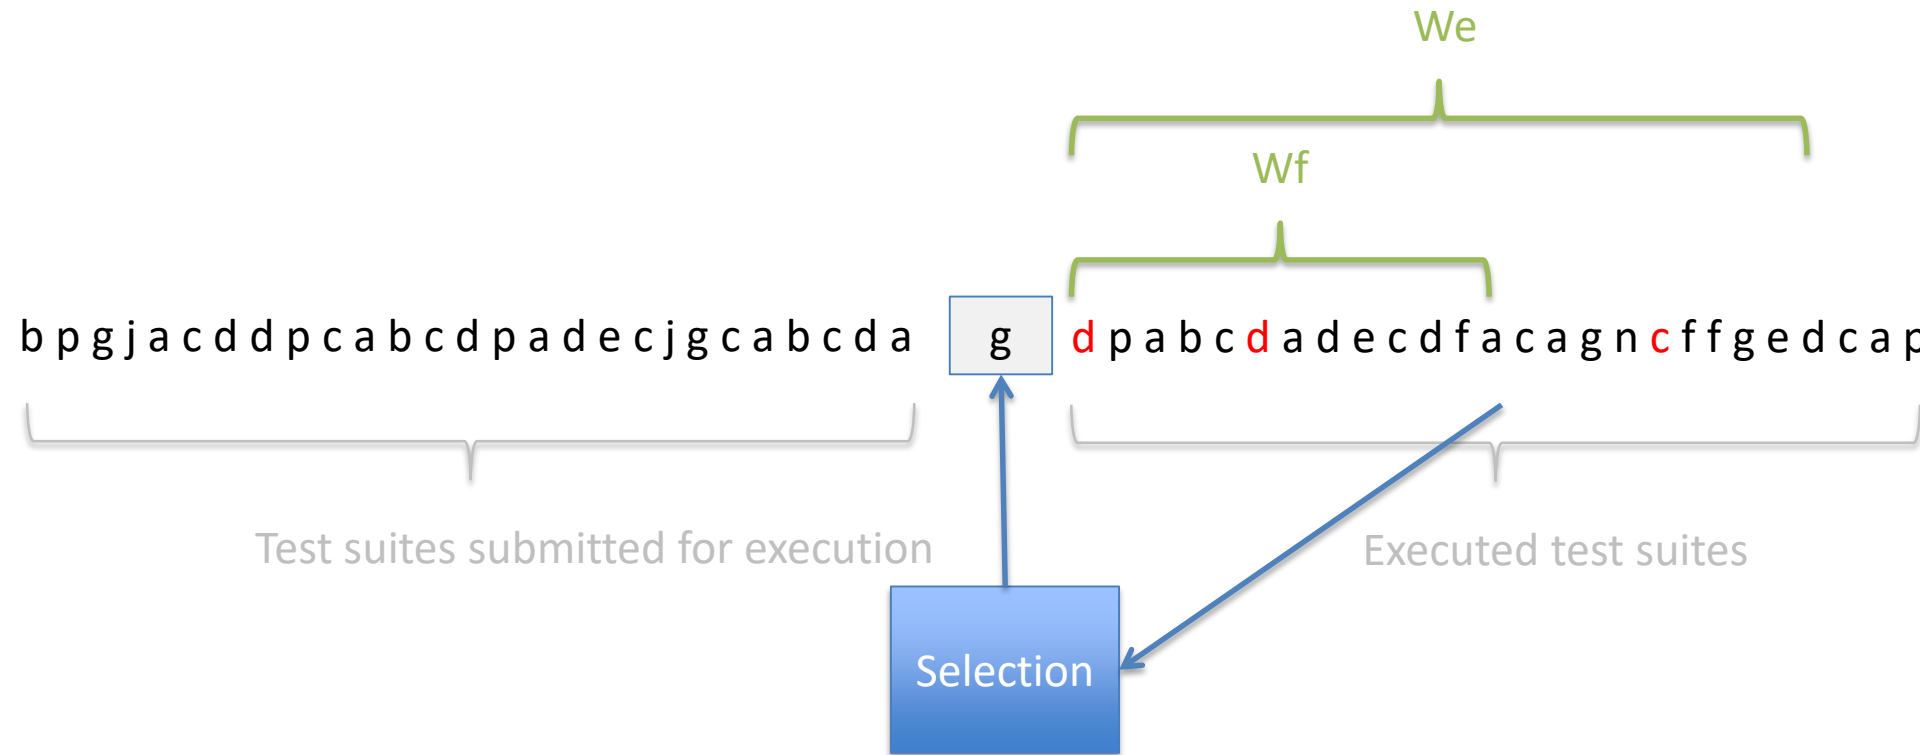 We
Wf
b p g j a c d d p c a b c d p a d e c j g c a b c d a g d p a b c d a d e c d f a c a g n c f f g e d c a p
Test suites submitted for execution
Executed test suites
Selection